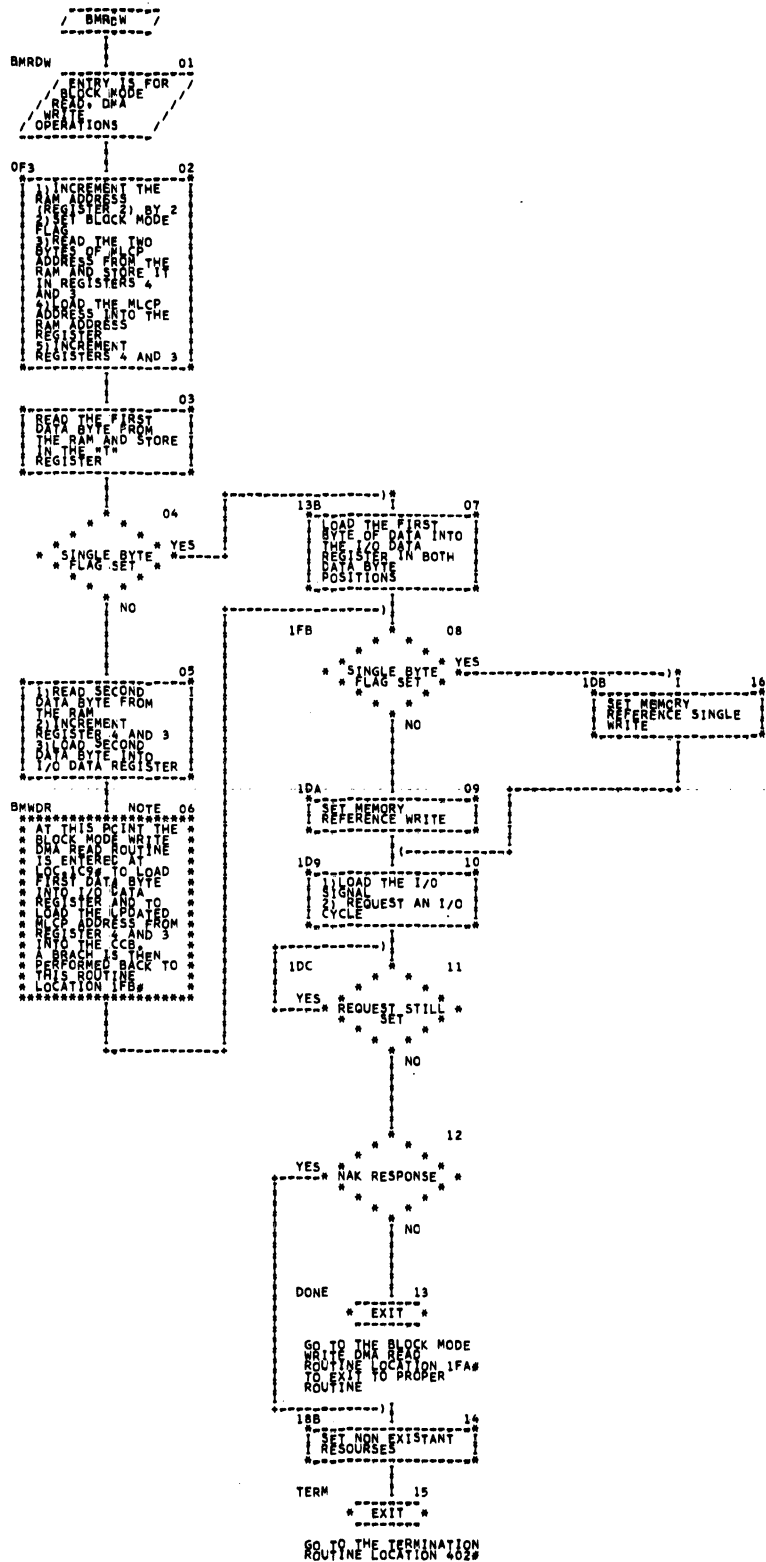 BMRDW
BMRDW 01
ENTRY IS FOR
BLOCK MODE
READ, DMA
WRITE
OPERATIONS
0F3 02
1)INCREMENT THE
RAM ADDRESS
(REGISTER 2) BY 2
2)SET BLOCK MODE
FLAG
3)READ THE TWO
BYTES OF MLCP
ADDRESS FROM THE
RAM AND STORE IT
IN REGISTERS 4
AND 3
4)LOAD THE MLCP
ADDRESS INTO THE
RAM ADDRESS
REGISTER
5)INCREMENT
REGISTERS 4 AND 3
03
READ THE FIRST
DATA BYTE FROM
THE RAM AND STORE
IN THE "T"
REGISTER
04
SINGLE BYTE
FLAG SET
YES
NO
05
1)READ SECOND
DATA BYTE FROM
THE RAM
2)INCREMENT
REGISTER 4 AND 3
3)LOAD SECOND
DATA BYTE INTO
I/O DATA REGISTER
BMWDR NOTE 06
AT THIS POINT THE
BLOCK MODE WRITE
DMA READ ROUTINE
IS ENTERED AT
LOC.1C9# TO LOAD
FIRST DATA BYTE
INTO I/O DATA
REGISTER AND TO
LOAD THE UPDATED
MLCP ADDRESS FROM
REGISTER 4 AND 3
INTO THE CCB.
A BRACH IS THEN
PERFORMED BACK TO
THIS ROUTINE
LOCATION 1FB#
13B 07
LOAD THE FIRST
BYTE OF DATA INTO
THE I/O DATA
REGISTER IN BOTH
DATA BYTE
POSITIONS
1FB 08
SINGLE BYTE
FLAG SET
YES
NO
1DB 16
SET MEMORY
REFERENCE SINGLE
WRITE
1DA 09
SET MEMORY
REFERENCE WRITE
1D9 10
1)LOAD THE I/O
SIGNAL
2) REQUEST AN I/O
CYCLE
1DC 11
YES
REQUEST STILL
SET
NO
12
YES
NAK RESPONSE
NO
DONE 13
EXIT
GO TO THE BLOCK MODE
WRITE DMA READ
ROUTINE LOCATION 1FA#
TO EXIT TO PROPER
ROUTINE
18B 14
SET NON EXISTANT
RESOURSES
TERM 15
EXIT
GO TO THE TERMINATION
ROUTINE LOCATION 402#